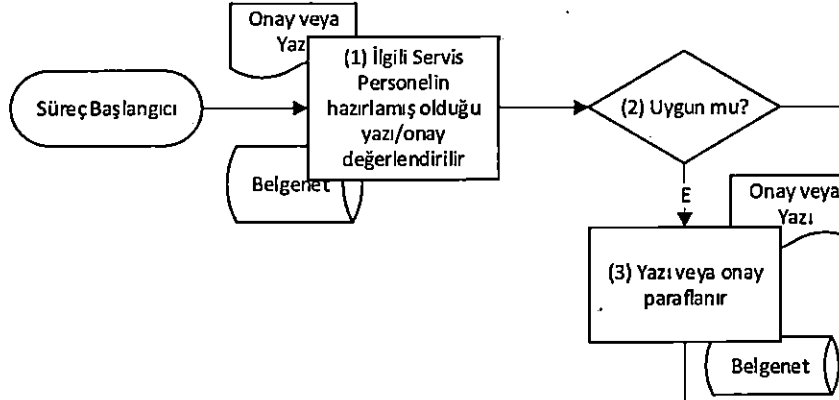 Onay veya
Yazı
Süreç Başlangıcı
(1) İlgili Servis
Personelin
hazırlamış olduğu
yazı/onay
değerlendirilir
Belgenet
(2) Uygun mu?
E
Onay veya
Yazı
(3) Yazı veya onay
paraflanır
Belgenet